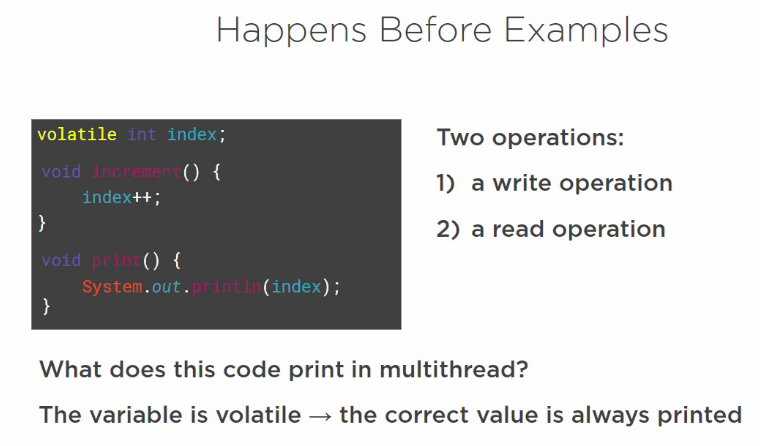 Happens Before Examples
volatile int index;
void increment() {
index++;
}
void print() {
System.out.println(index);
}
Two operations:
1) a write operation
2) a read operation
What does this code print in multithread?
The variable is volatile → the correct value is always printed